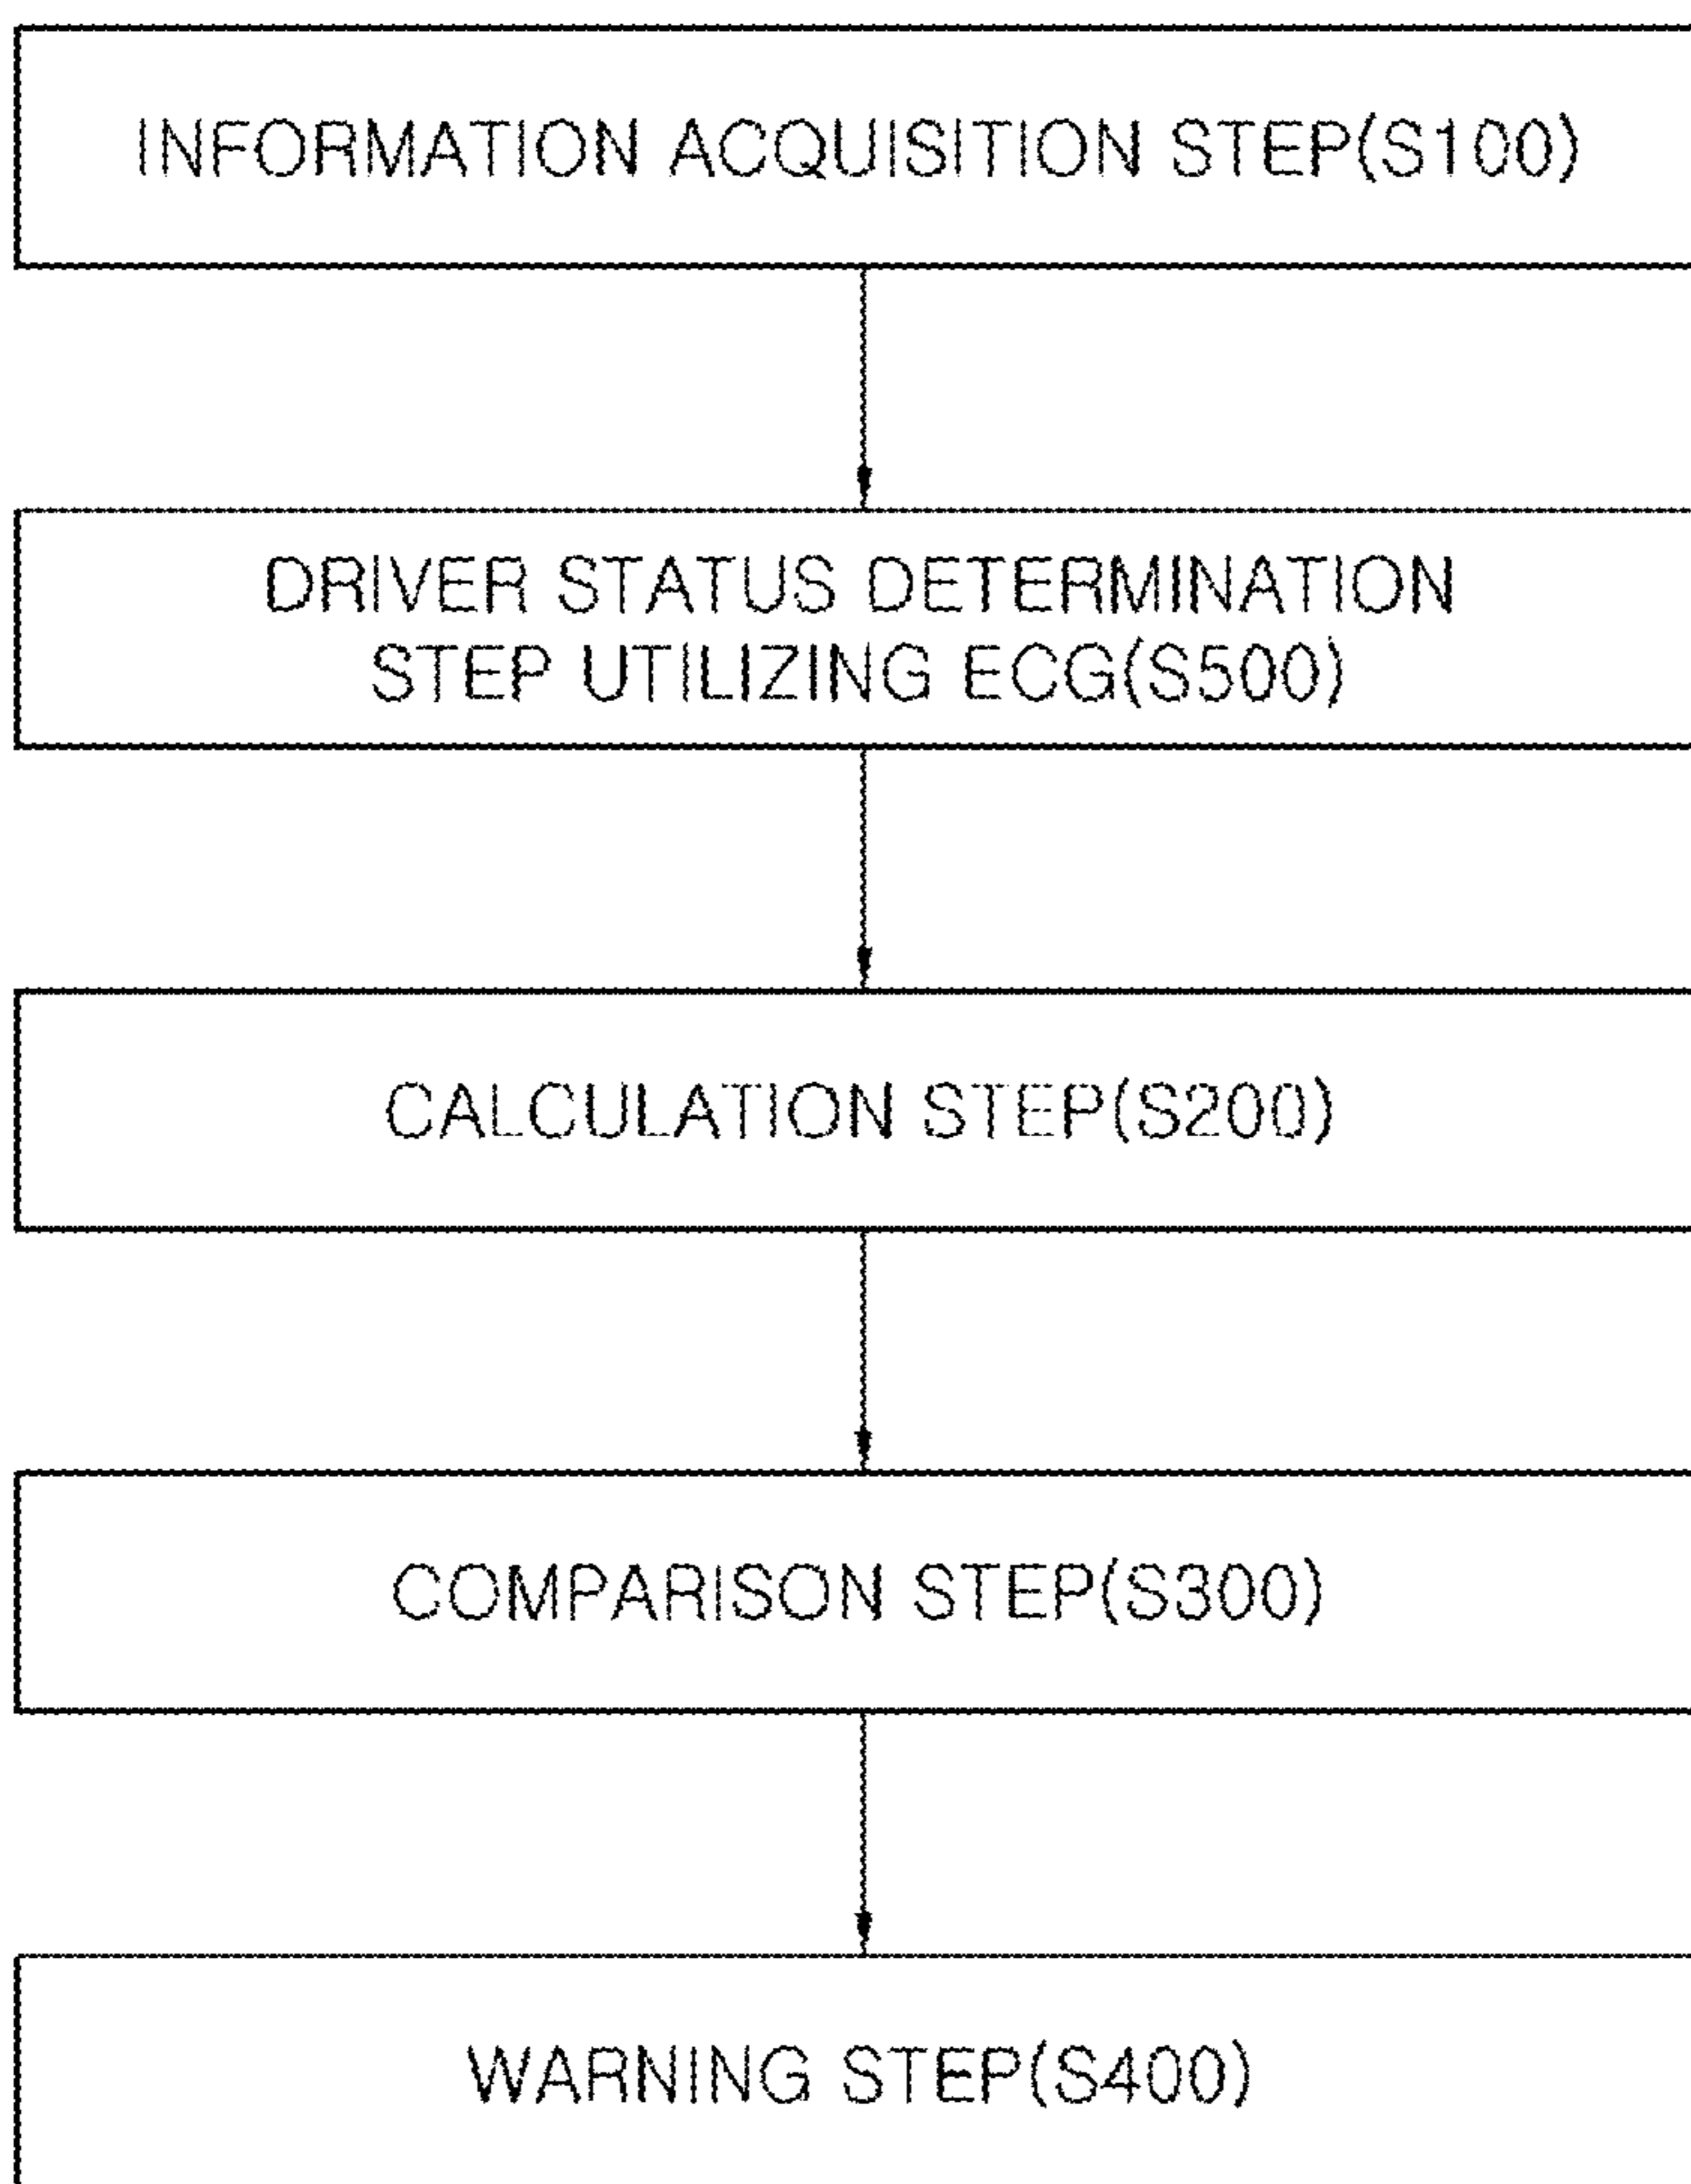 INFORMATION ACQUISITION STEP(S100)
DRIVER STATUS DETERMINATION
STEP UTILIZING ECG(S500)
CALCULATION STEP(S200)
COMPARISON STEP(S300)
WARNING STEP(S400)